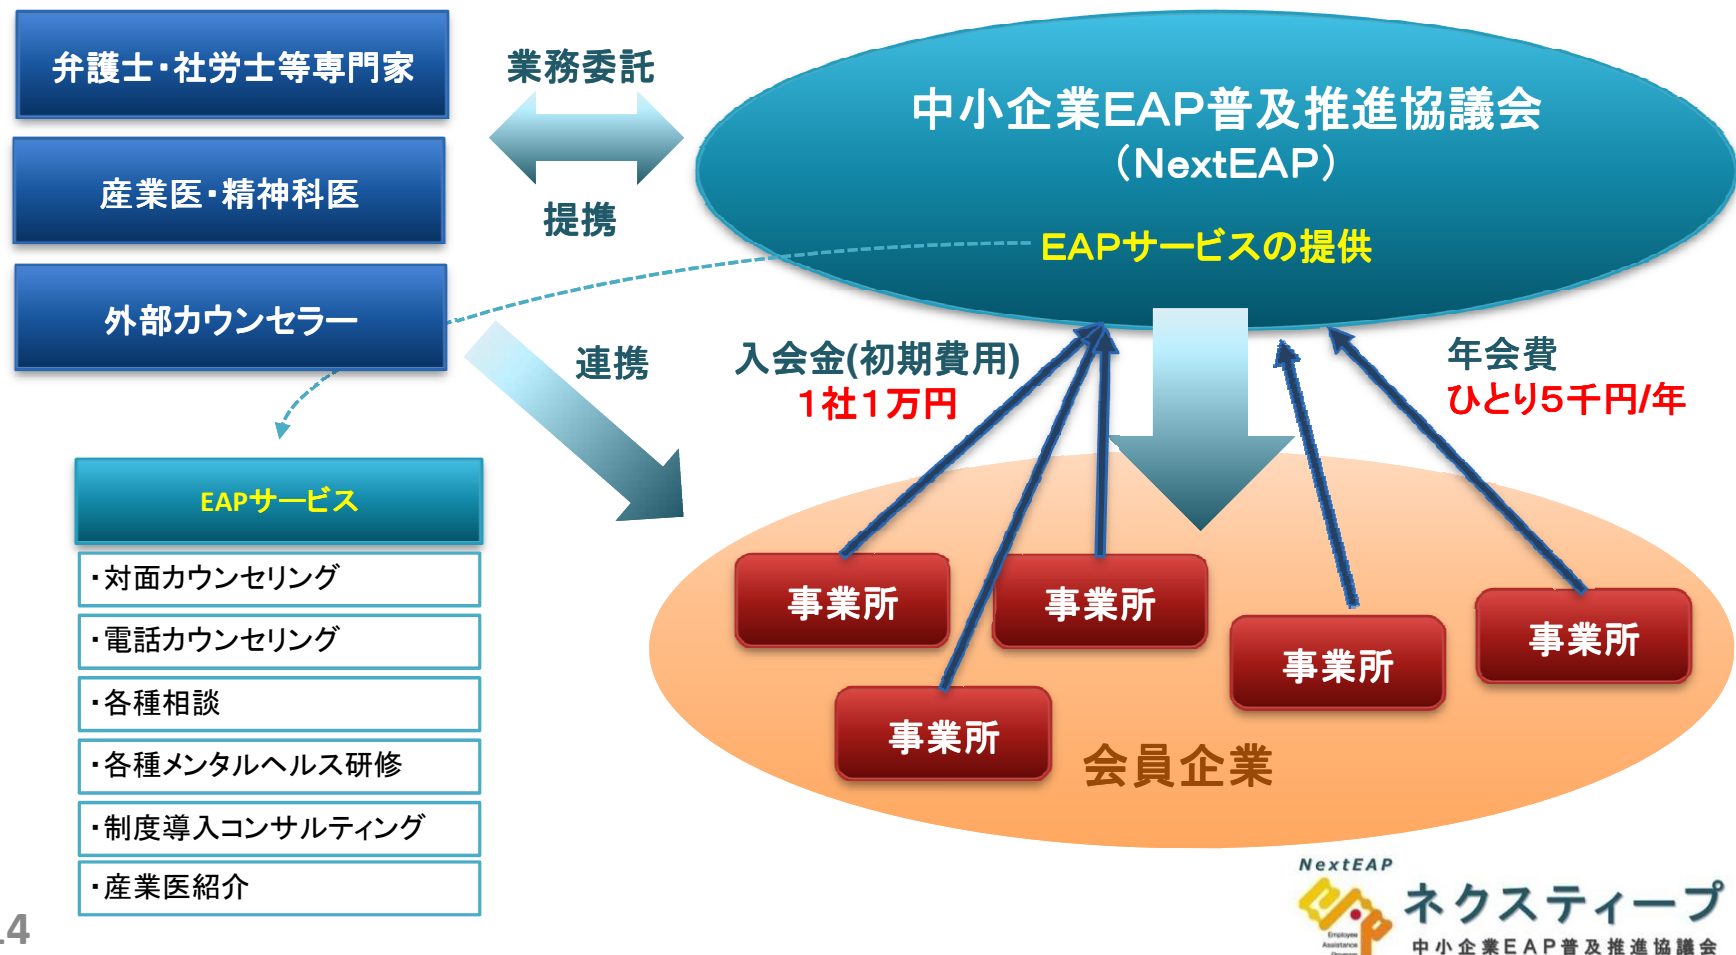 弁護士・社労士等専門家
産業医・精神科医
外部カウンセラー
業務委託
提携
中小企業EAP普及推進協議会
（NextEAP）
EAPサービスの提供
連携
入会金(初期費用)
1社1万円
年会費
ひとり5千円/年
EAPサービス
・対面カウンセリング
・電話カウンセリング
・各種相談
・各種メンタルヘルス研修
・制度導入コンサルティング
・産業医紹介
事業所
事業所
事業所
事業所
事業所
会員企業
NextEAP
Employee
Assistance
ネクスティープ
中小企業EAP普及推進協議会